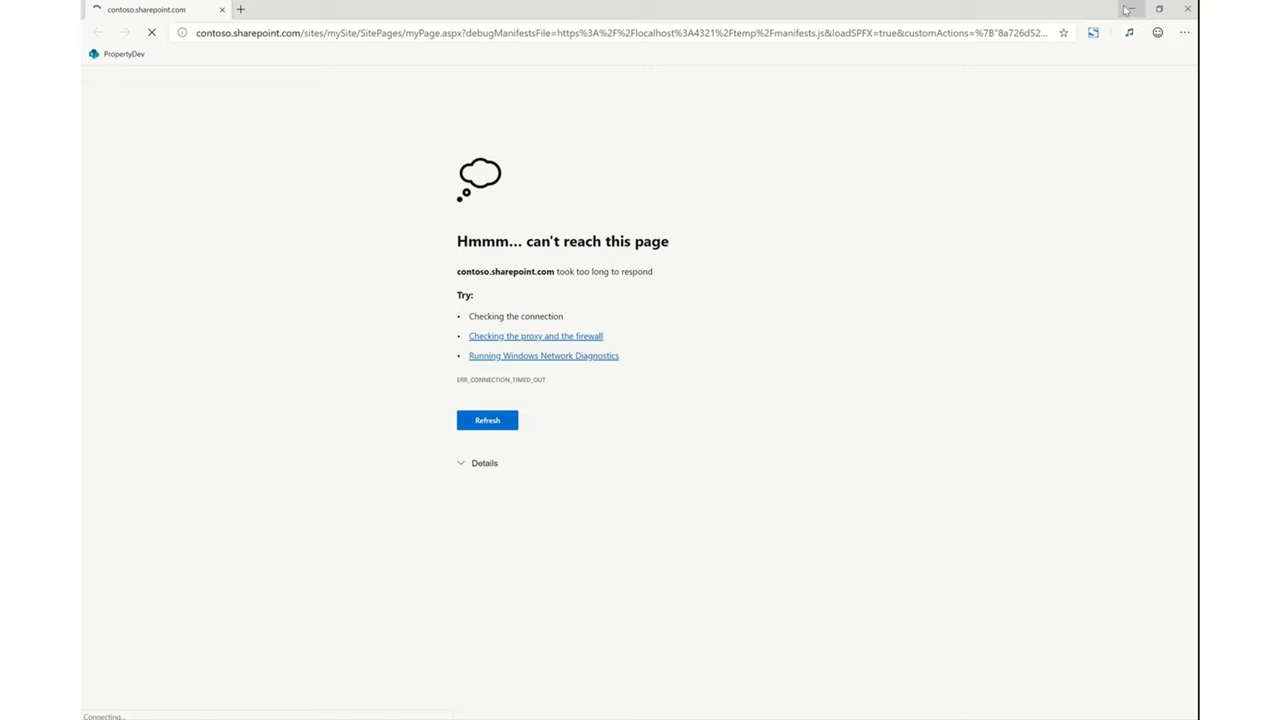 contoso.sharepoint.com
contoso.sharepoint.com/sites/mySite/SitePages/myPage.aspx?debugManifestsFile=https%3A%2F%2Flocalhost%3A4321%2Ftemp%2Fmanifests.js&loadSPFX=true&customActions=%7B"8a726d52...
PropertyDev
Hmmm... can't reach this page
contoso.sharepoint.com took too long to respond
Try:
• Checking the connection
• Checking the proxy and the firewall
• Running Windows Network Diagnostics
ERR_CONNECTION_TIMED_OUT
Refresh
Details
Connecting...